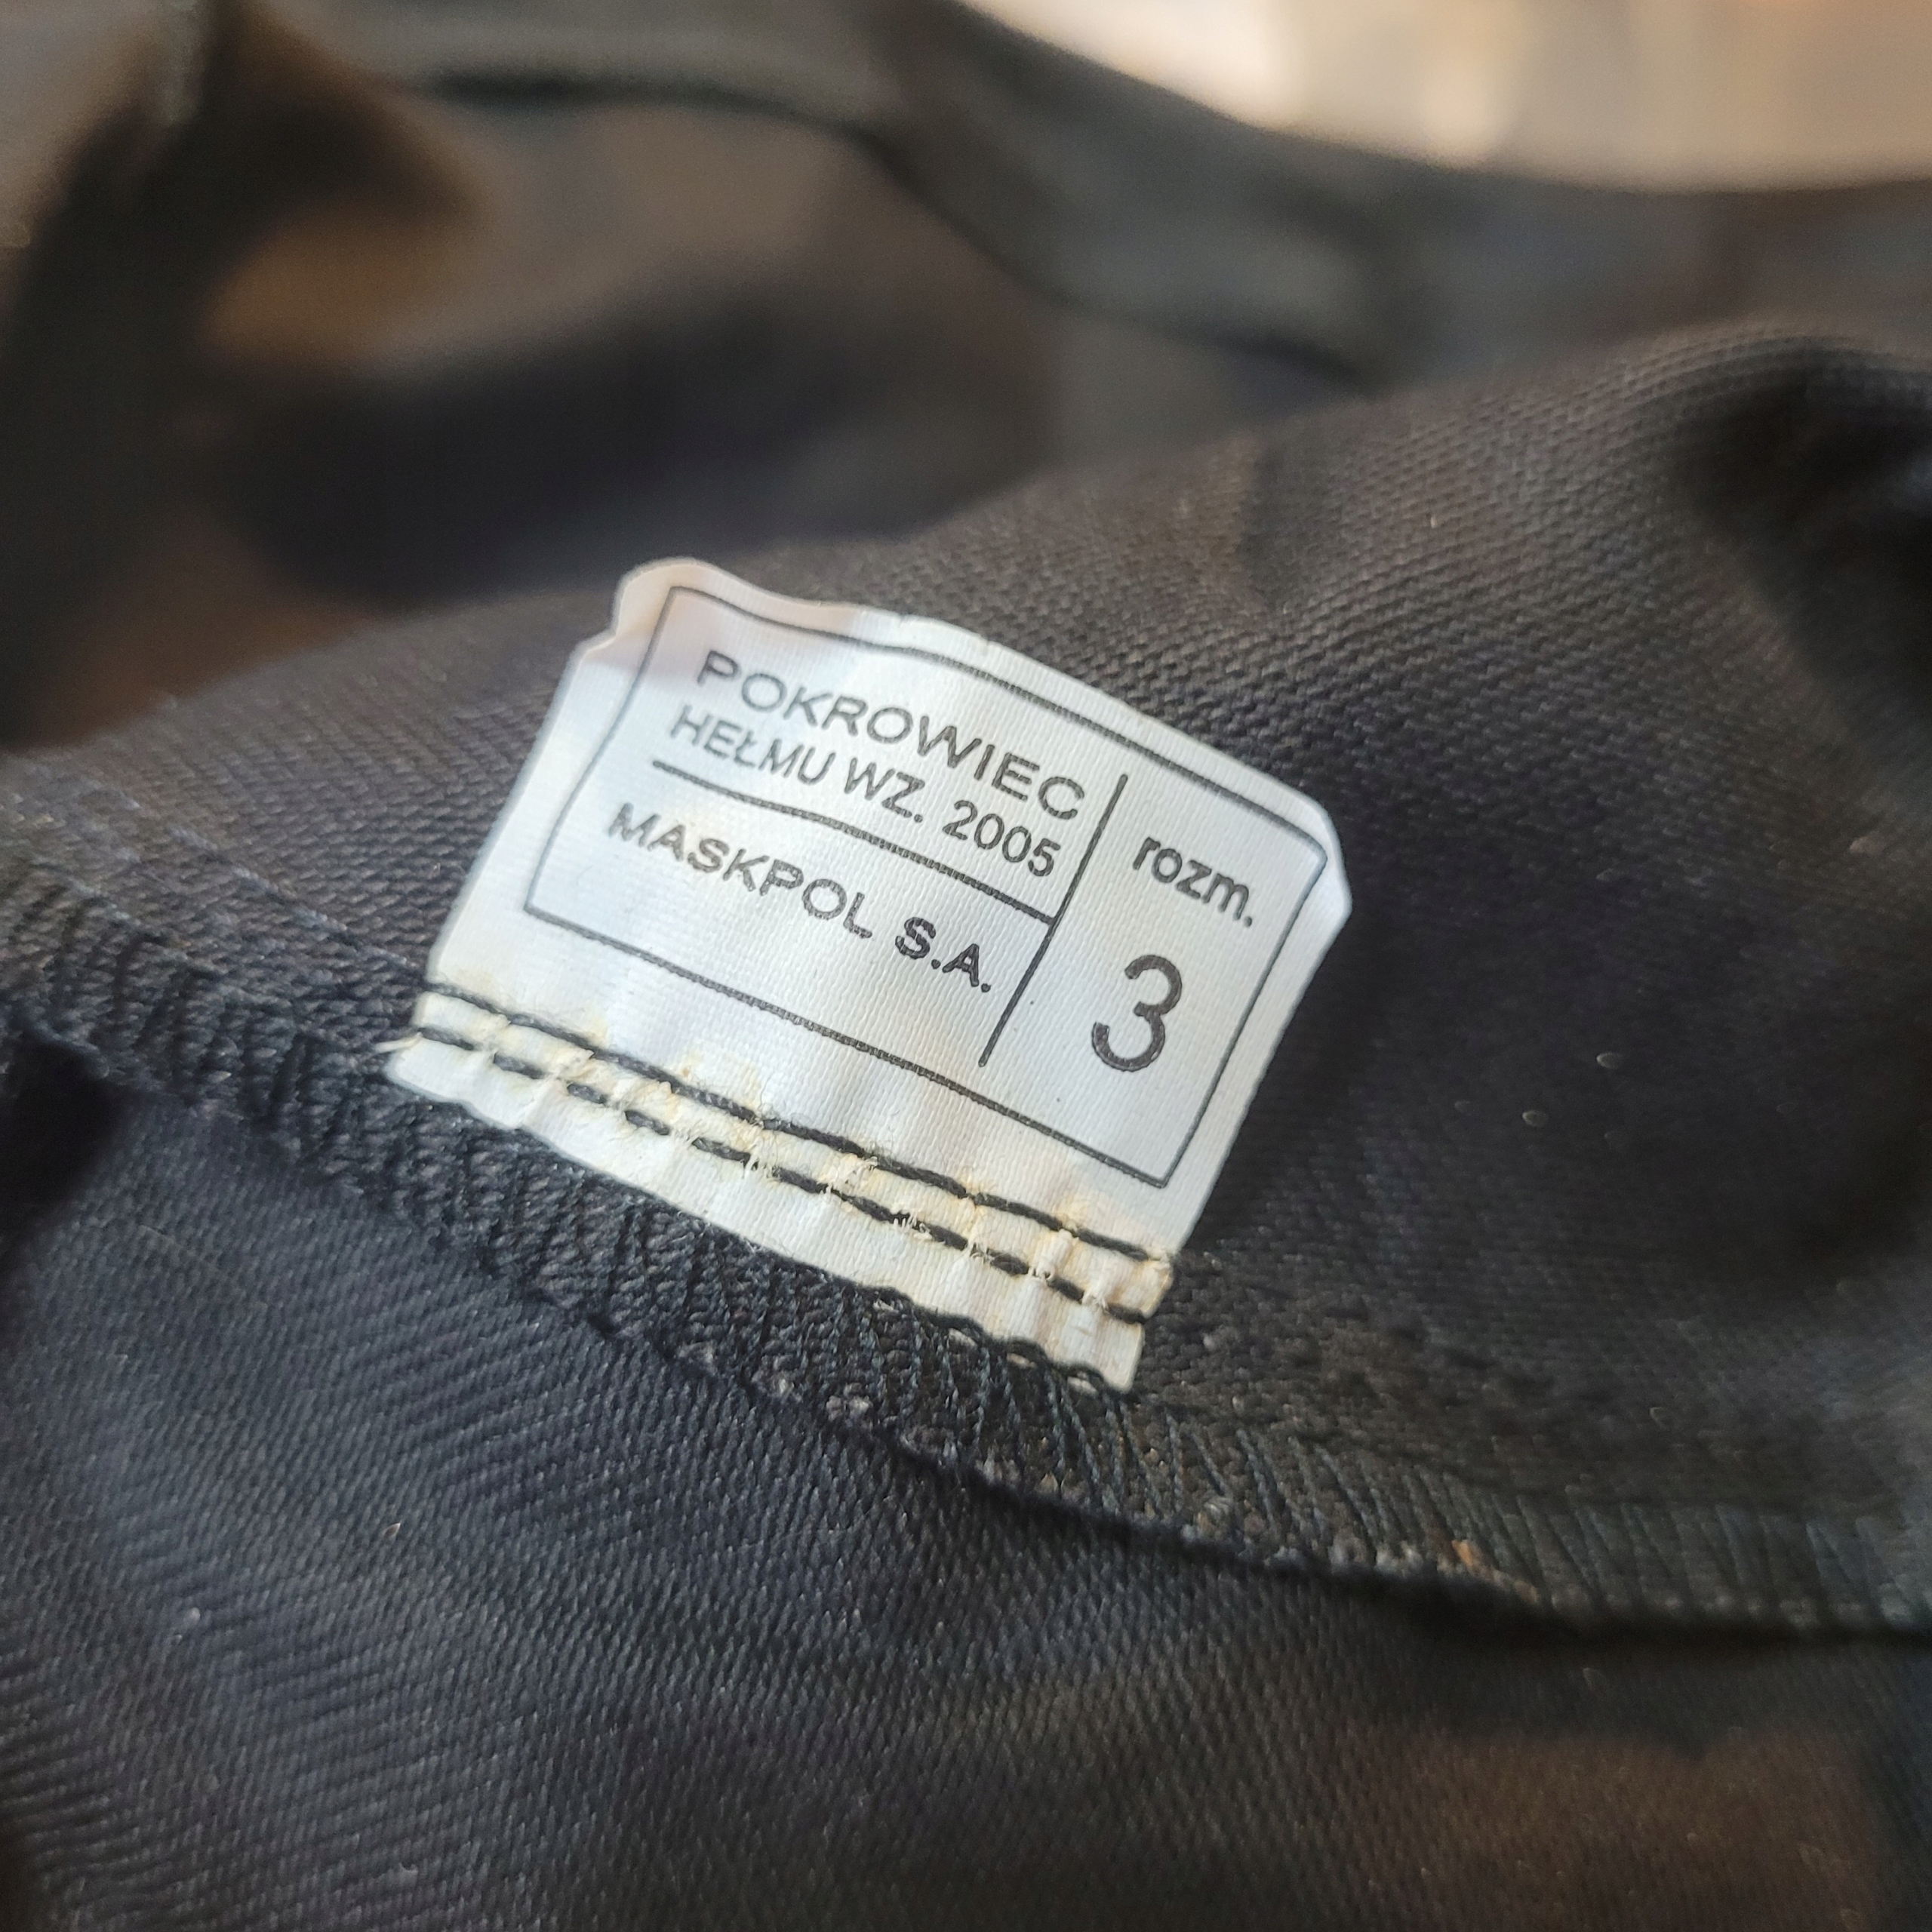 POKROWIEC
HEŁMU WZ. 2005
MASKPOL S.A.
rozm.
3